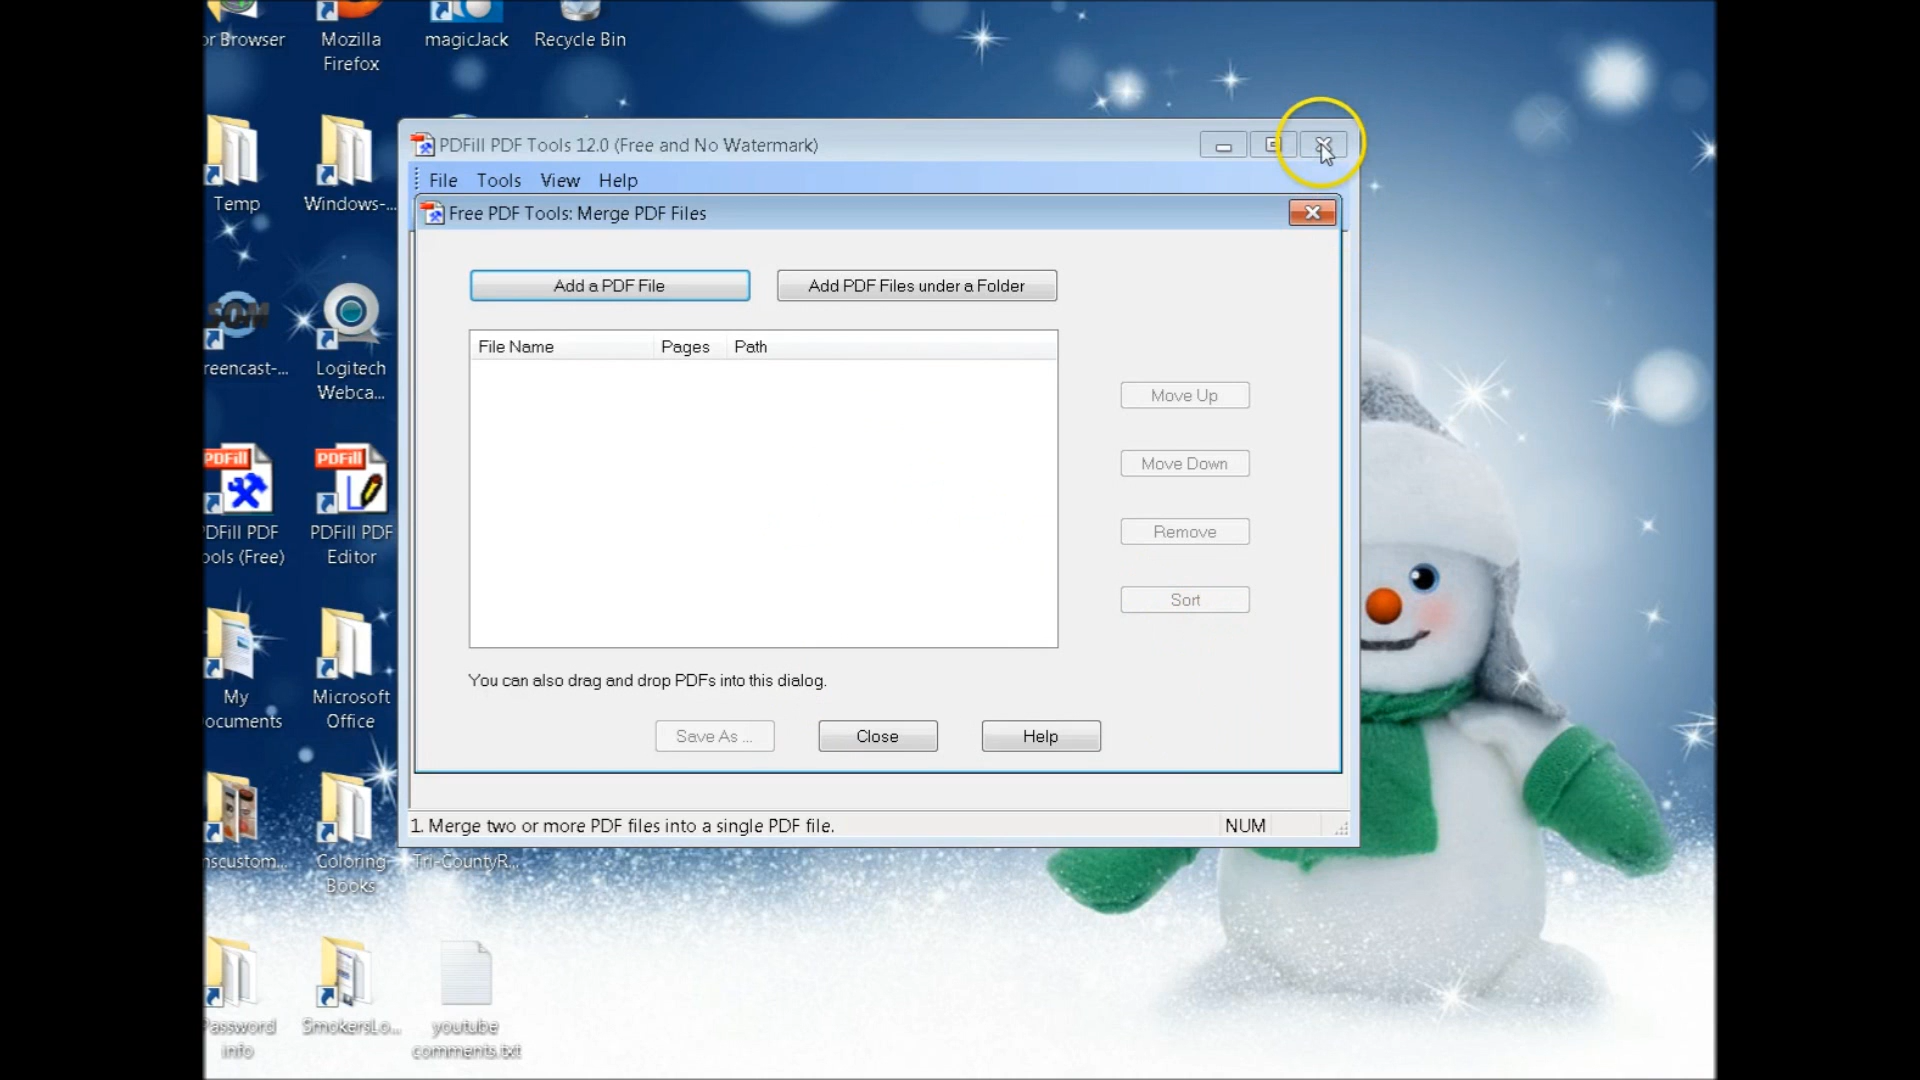 or Browser
Mozilla
Firefox
magicJack
Recycle Bin
Temp
Windows-...
reencast-...
Logitech
Webca...
PDFill
PDFill
PDFill PDF
ools (Free)
PDFill PDF
Editor
My
ocuments
Microsoft
Office
nscustom...
Coloring
Books
Tri-CountyR...
Password
info
SmokersLo...
youtube
comments.txt
PDFill PDF Tools 12.0 (Free and No Watermark)
File Tools View Help
Free PDF Tools: Merge PDF Files
Add a PDF File
Add PDF Files under a Folder
File Name Pages Path
Move Up
Move Down
Remove
Sort
You can also drag and drop PDFs into this dialog.
Save As ...
Close
Help
1. Merge two or more PDF files into a single PDF file.
NUM